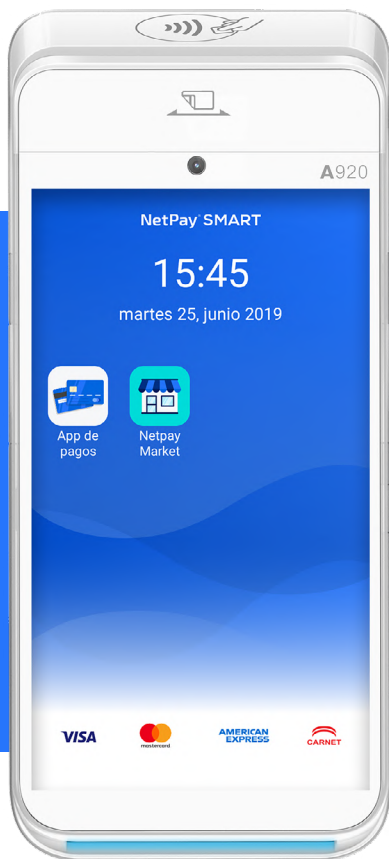 A920
NetPay SMART
15:45
martes 25, junio 2019
App de
pagos
Netpay
Market
VISA
mastercard
AMERICAN
EXPRESS
CARNET